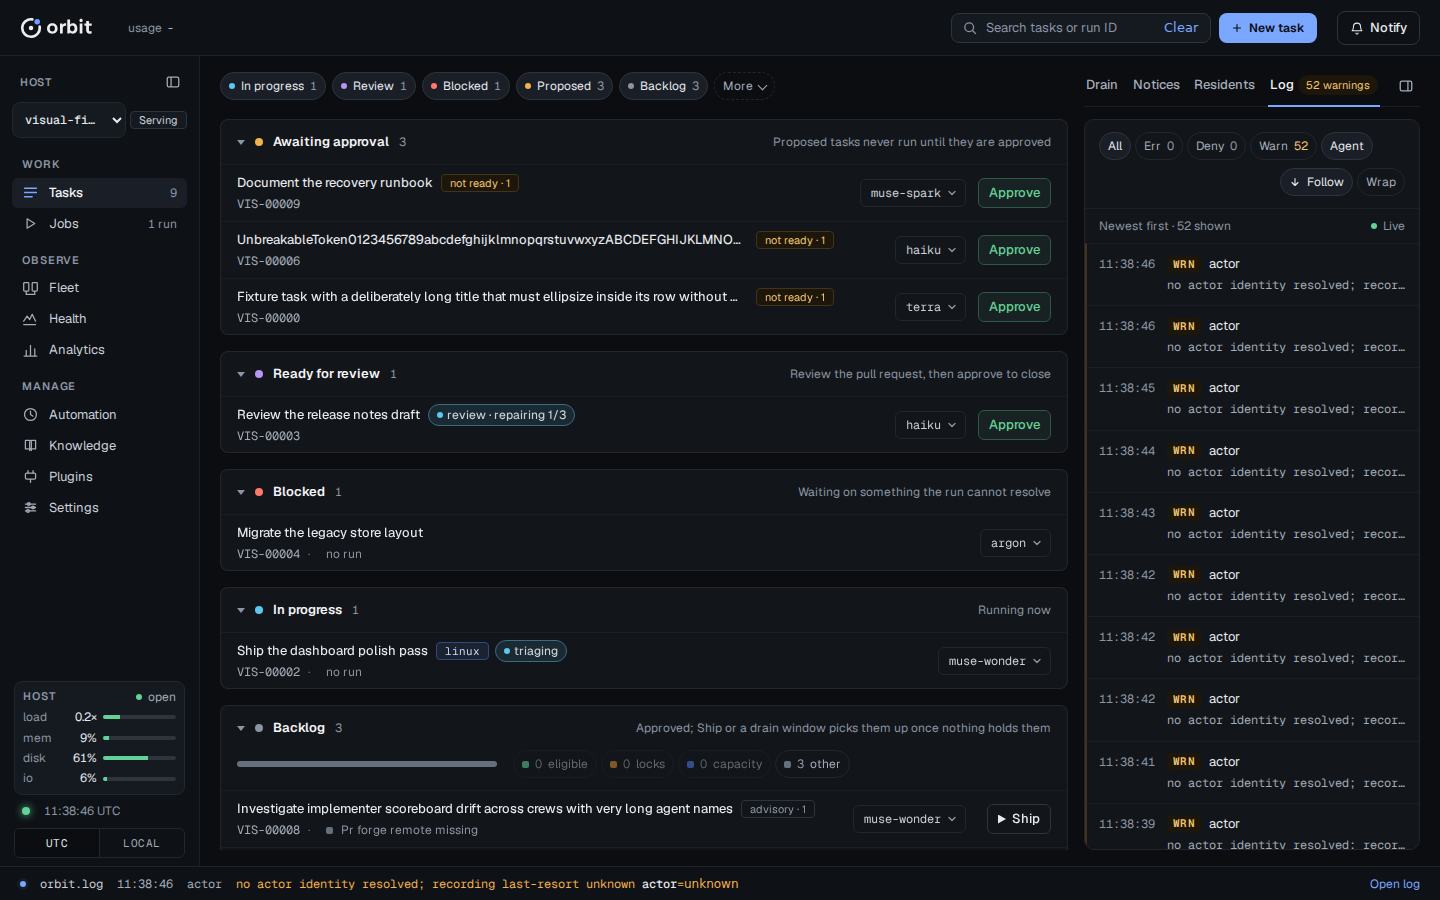 orbit
usage -
Search tasks or run ID
Clear
+ New task
Notify
HOST
visual-fi…
Serving
WORK
Tasks 9
Jobs 1 run
OBSERVE
Fleet
Health
Analytics
MANAGE
Automation
Knowledge
Plugins
Settings
HOST open
load 0.2×
mem 9%
disk 61%
io 6%
11:38:46 UTC
UTC LOCAL
In progress 1
Review 1
Blocked 1
Proposed 3
Backlog 3
More
Awaiting approval 3
Proposed tasks never run until they are approved
Document the recovery runbook not ready · 1
VIS-00009
muse-spark
Approve
UnbreakableToken0123456789abcdefghijklmnopqrstuvwxyzABCDEFGHIJKLMNO… not ready · 1
VIS-00006
haiku
Approve
Fixture task with a deliberately long title that must ellipsize inside its row without … not ready · 1
VIS-00000
terra
Approve
Ready for review 1
Review the pull request, then approve to close
Review the release notes draft review · repairing 1/3
VIS-00003
haiku
Approve
Blocked 1
Waiting on something the run cannot resolve
Migrate the legacy store layout
VIS-00004 · no run
argon
In progress 1
Running now
Ship the dashboard polish pass linux triaging
VIS-00002 · no run
muse-wonder
Backlog 3
Approved; Ship or a drain window picks them up once nothing holds them
0 eligible
0 locks
0 capacity
3 other
Investigate implementer scoreboard drift across crews with very long agent names advisory · 1
VIS-00008 · Pr forge remote missing
muse-wonder
Ship
Drain Notices Residents Log 52 warnings
All Err 0 Deny 0 Warn 52 Agent
Follow Wrap
Newest first · 52 shown
Live
11:38:46 WRN actor
no actor identity resolved; recor…
11:38:46 WRN actor
no actor identity resolved; recor…
11:38:45 WRN actor
no actor identity resolved; recor…
11:38:44 WRN actor
no actor identity resolved; recor…
11:38:43 WRN actor
no actor identity resolved; recor…
11:38:42 WRN actor
no actor identity resolved; recor…
11:38:42 WRN actor
no actor identity resolved; recor…
11:38:42 WRN actor
no actor identity resolved; recor…
11:38:41 WRN actor
no actor identity resolved; recor…
11:38:39 WRN actor
no actor identity resolved; recor…
orbit.log 11:38:46 actor no actor identity resolved; recording last-resort unknown actor=unknown
Open log